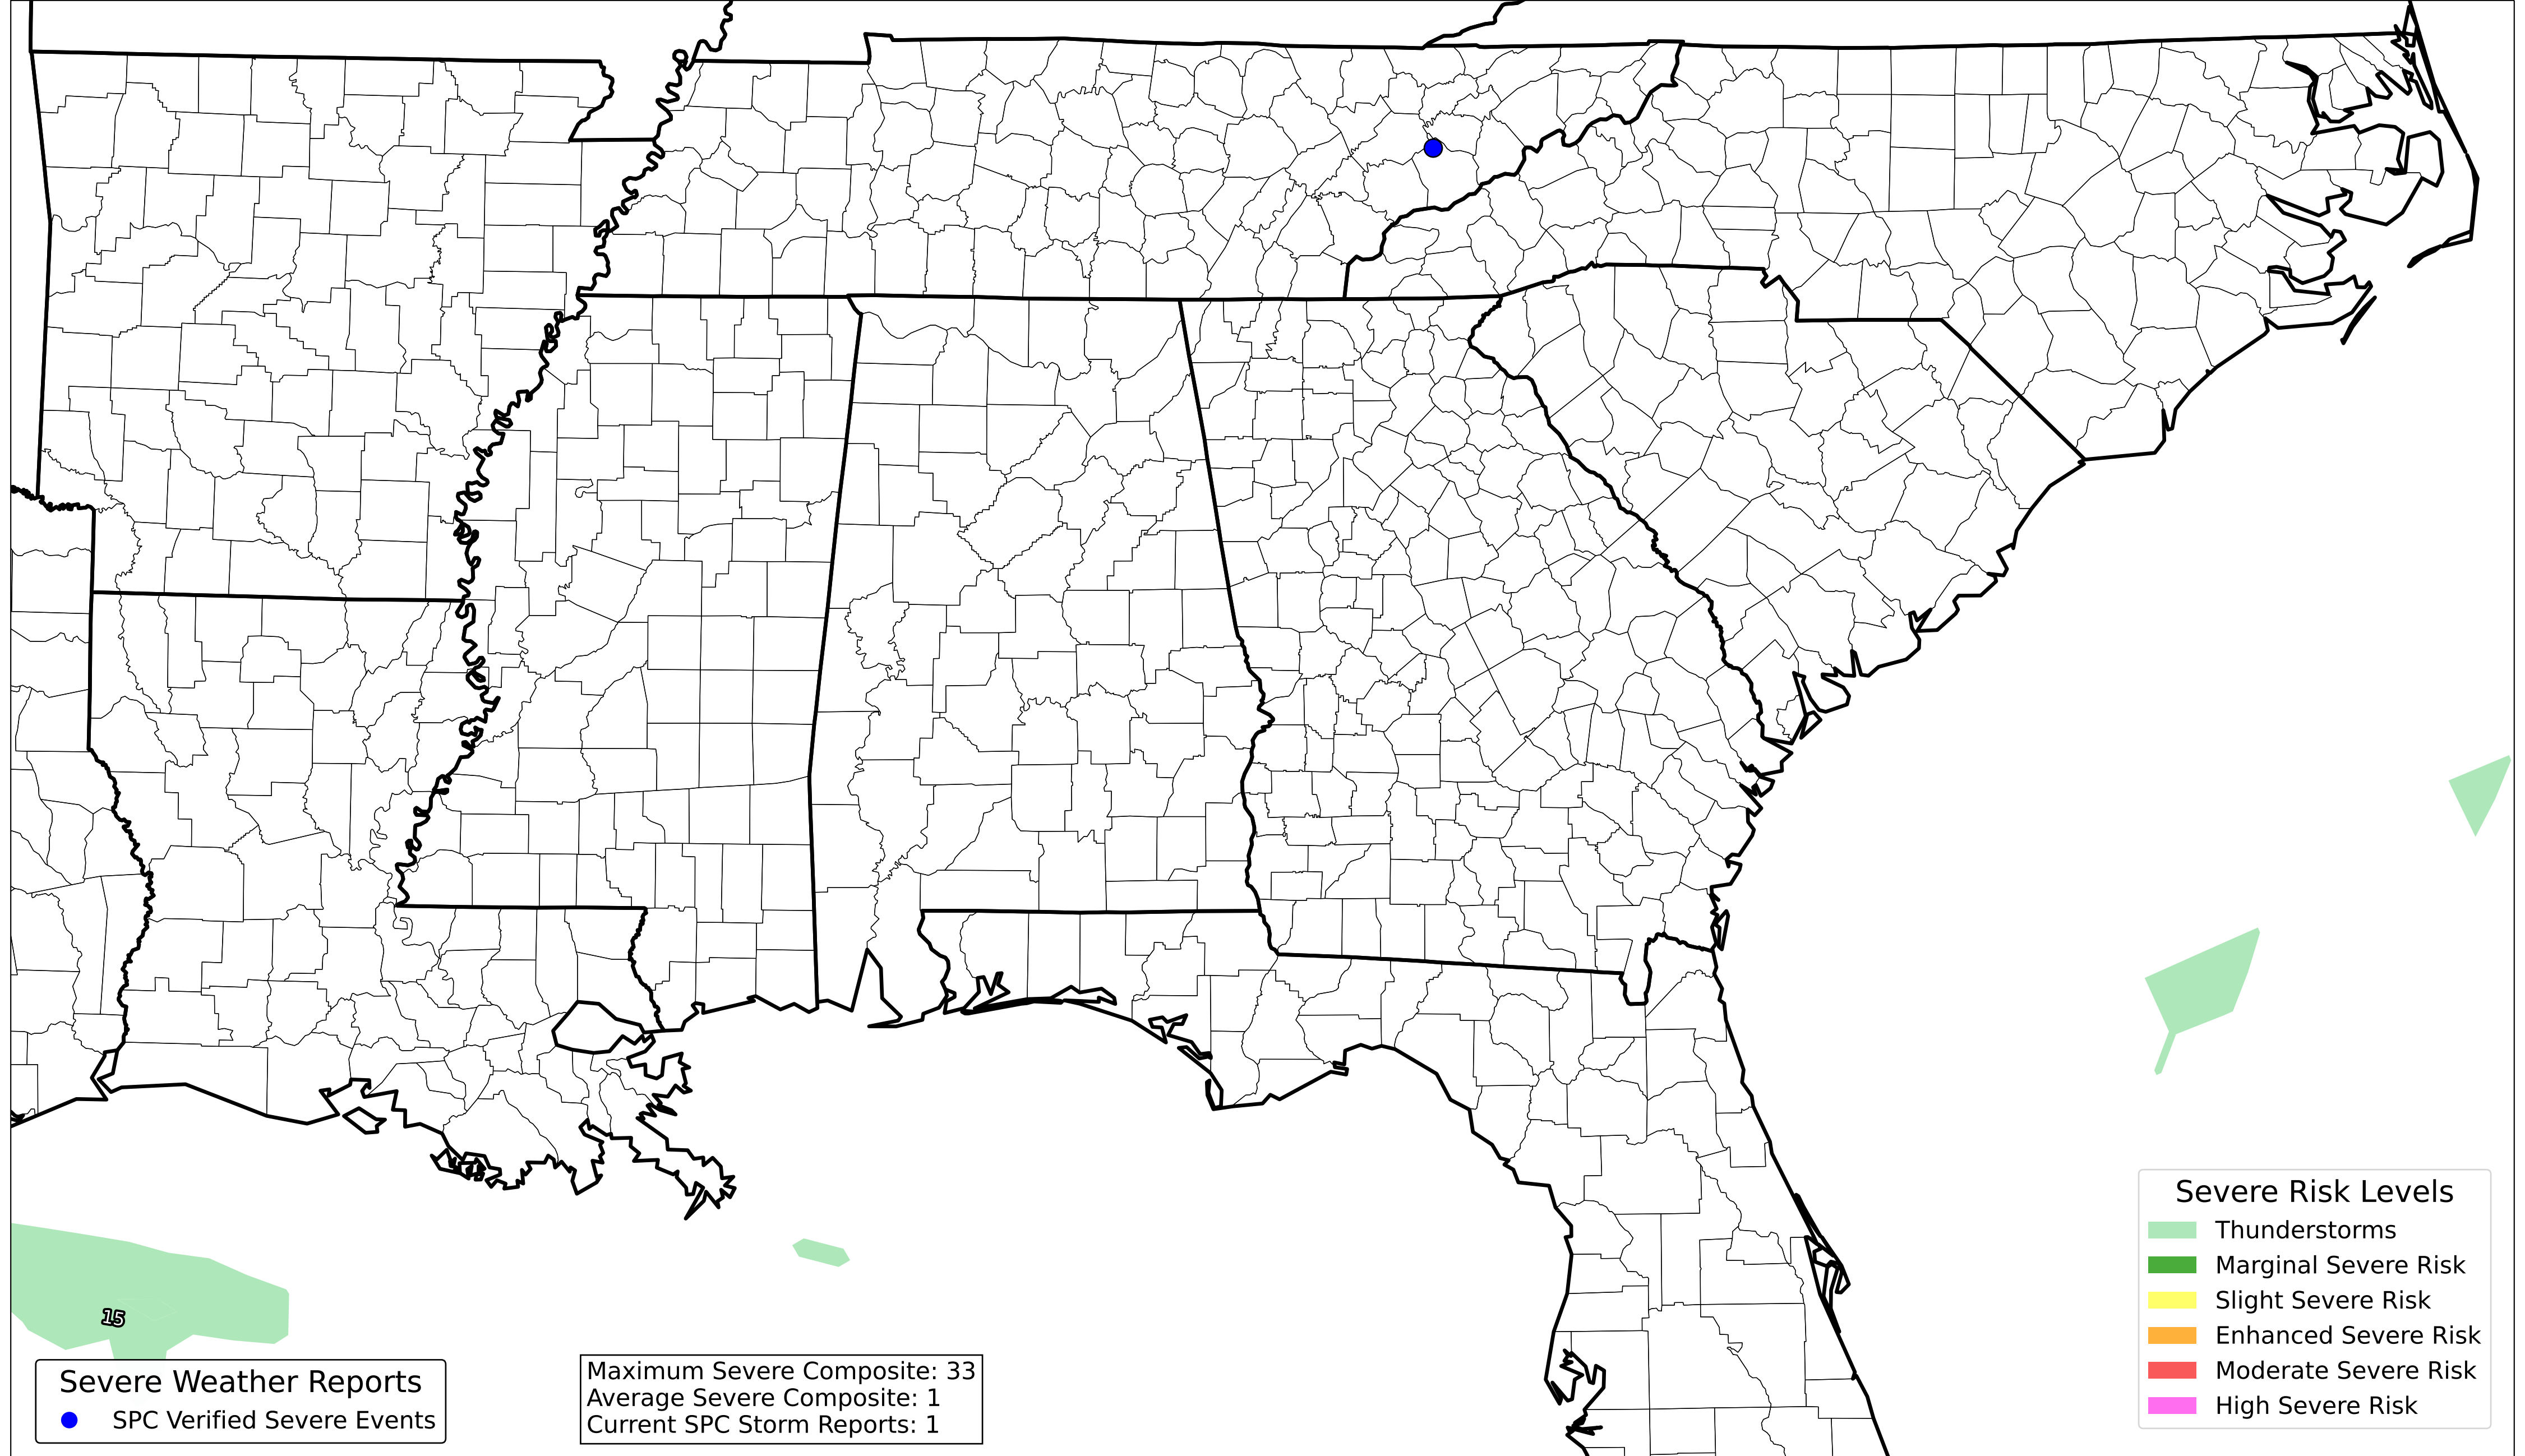 15
Severe Weather Reports
SPC Verified Severe Events
Maximum Severe Composite: 33
Average Severe Composite: 1
Current SPC Storm Reports: 1
Severe Risk Levels
Thunderstorms
Marginal Severe Risk
Slight Severe Risk
Enhanced Severe Risk
Moderate Severe Risk
High Severe Risk